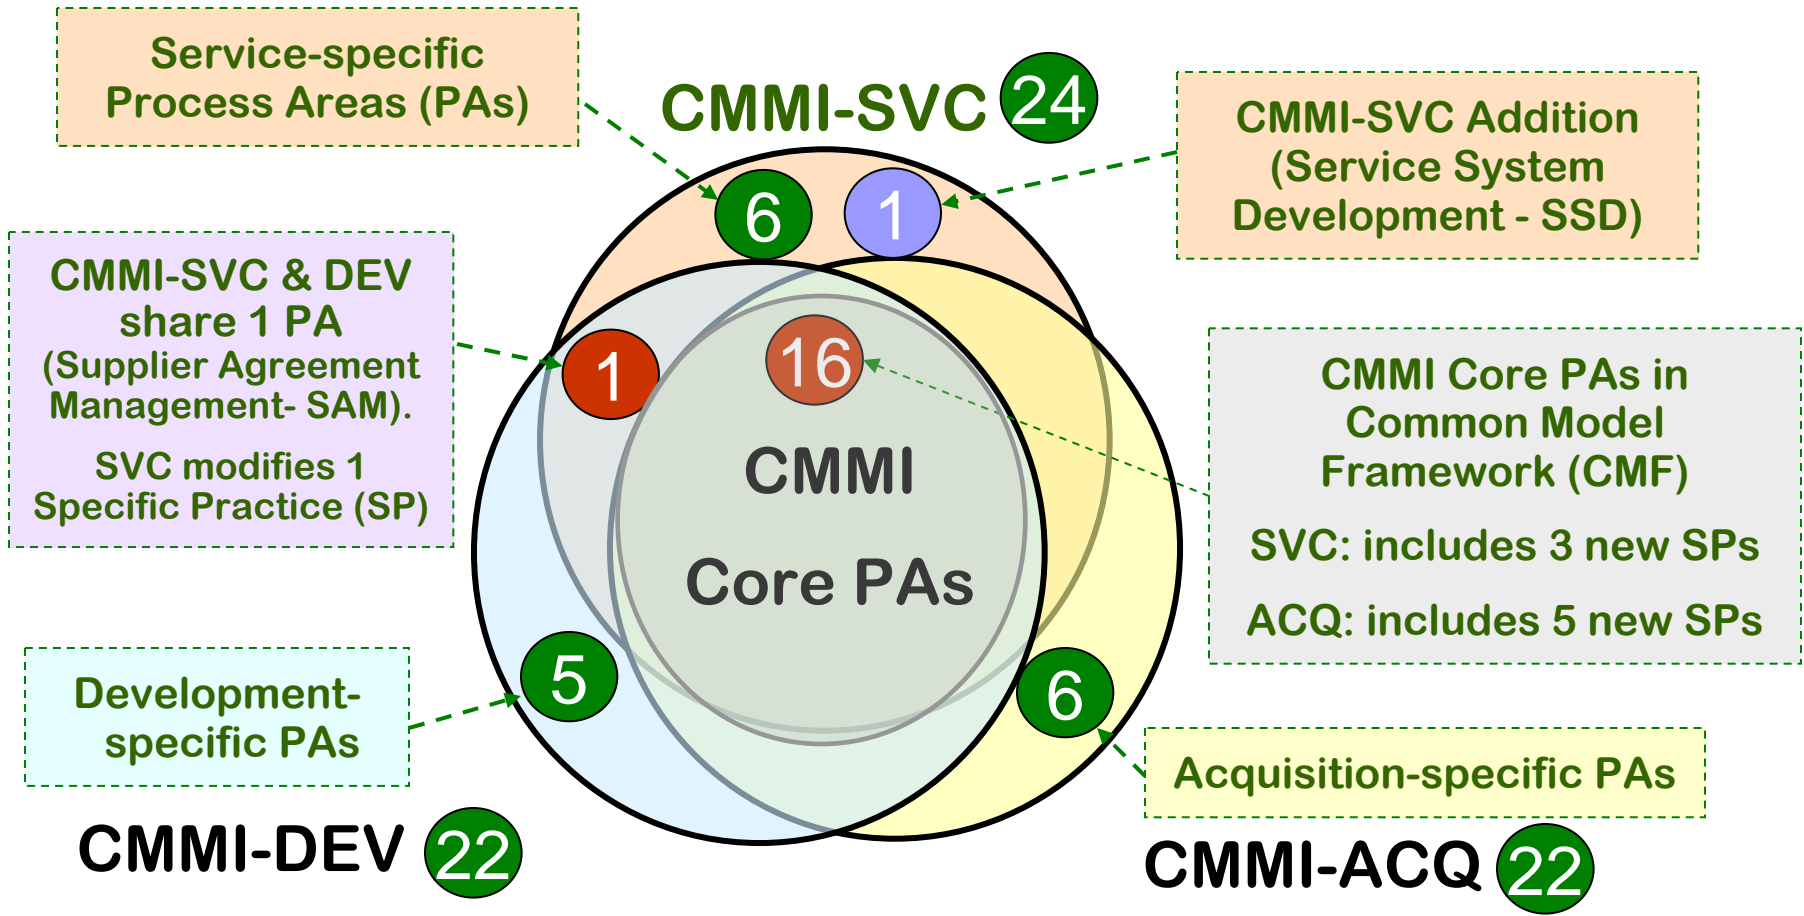 Service-specific
Process Areas (PAs)
CMMI-SVC 24
CMMI-SVC Addition
(Service System
Development - SSD)
6
1
CMMI-SVC & DEV
share 1 PA
(Supplier Agreement
Management- SAM).
SVC modifies 1
Specific Practice (SP)
1
16
CMMI
Core PAs
CMMI Core PAs in
Common Model
Framework (CMF)
SVC: includes 3 new SPs
ACQ: includes 5 new SPs
Development-
specific PAs
5
6
Acquisition-specific PAs
CMMI-DEV 22
CMMI-ACQ 22